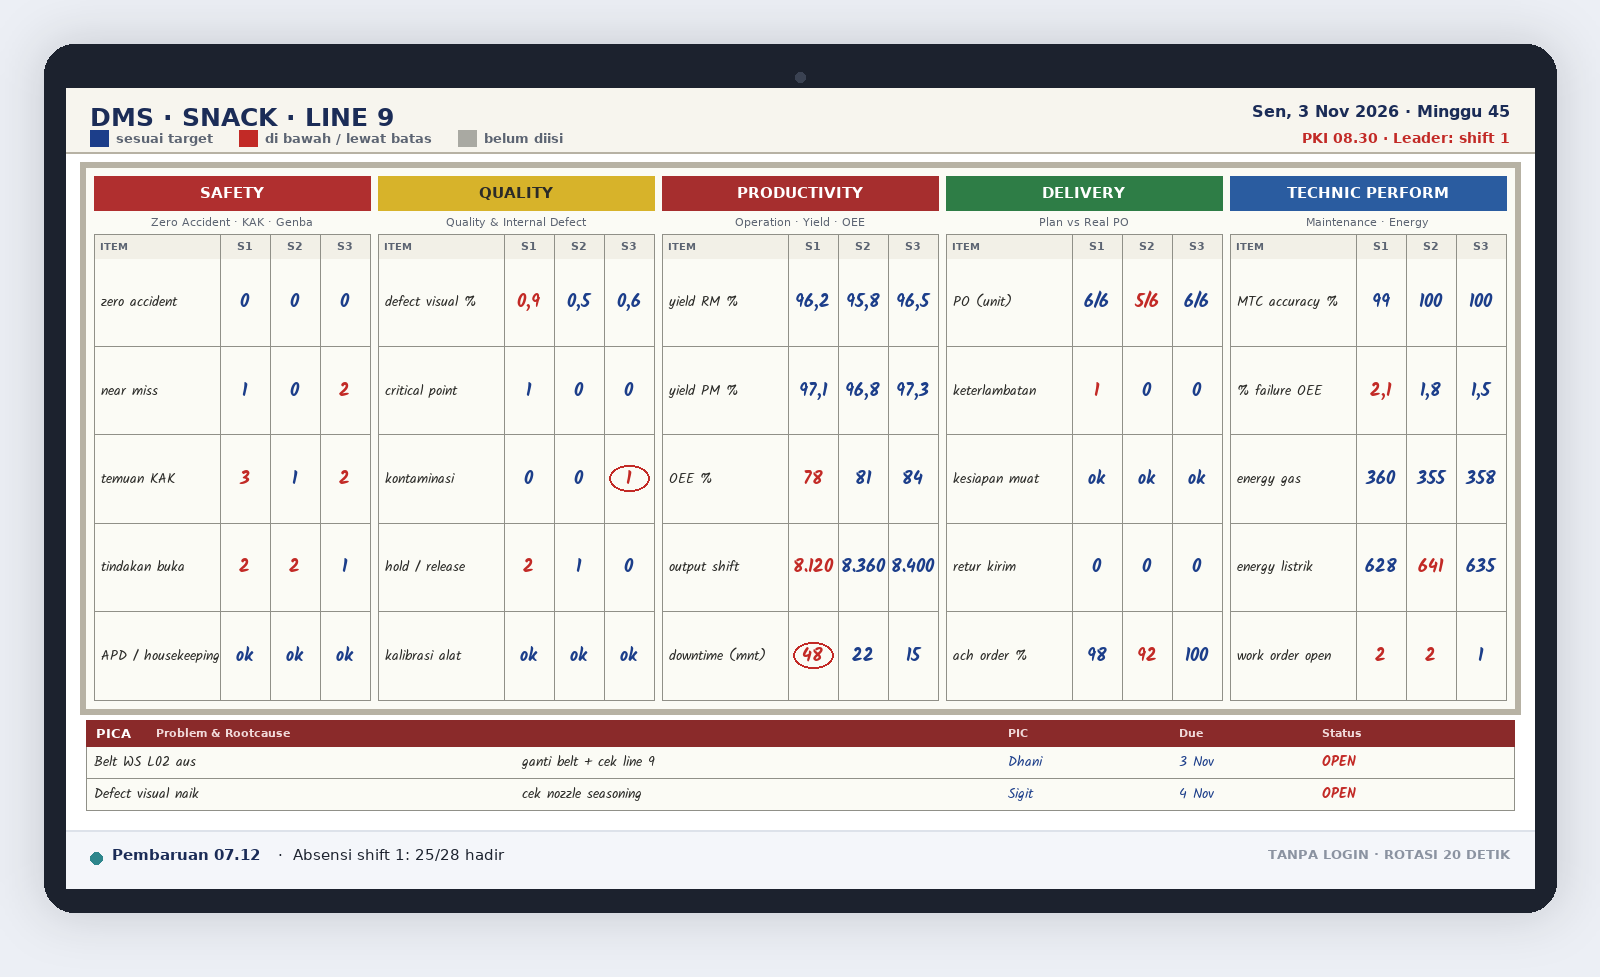 DMS · SNACK · LINE 9
Sen, 3 Nov 2026 · Minggu 45
sesuai target di bawah / lewat batas belum diisi
PKI 08.30 · Leader: shift 1
SAFETY
Zero Accident · KAK · Genba
ITEM S1 S2 S3
zero accident 0 0 0
near miss 1 0 2
temuan KAK 3 1 2
tindakan buka 2 2 1
APD / housekeeping ok ok ok
QUALITY
Quality & Internal Defect
ITEM S1 S2 S3
defect visual % 0,9 0,5 0,6
critical point 1 0 0
kontaminasi 0 0 1
hold / release 2 1 0
kalibrasi alat ok ok ok
PRODUCTIVITY
Operation · Yield · OEE
ITEM S1 S2 S3
yield RM % 96,2 95,8 96,5
yield PM % 97,1 96,8 97,3
OEE % 78 81 84
output shift 8.120 8.360 8.400
downtime (mnt) 48 22 15
DELIVERY
Plan vs Real PO
ITEM S1 S2 S3
PO (unit) 6/6 5/6 6/6
keterlambatan 1 0 0
kesiapan muat ok ok ok
retur kirim 0 0 0
ach order % 98 92 100
TECHNIC PERFORM
Maintenance · Energy
ITEM S1 S2 S3
MTC accuracy % 99 100 100
% failure OEE 2,1 1,8 1,5
energy gas 360 355 358
energy listrik 628 641 635
work order open 2 2 1
PICA Problem & Rootcause PIC Due Status
Belt WS L02 aus ganti belt + cek line 9 Dhani 3 Nov OPEN
Defect visual naik cek nozzle seasoning Sigit 4 Nov OPEN
Pembaruan 07.12 · Absensi shift 1: 25/28 hadir
TANPA LOGIN · ROTASI 20 DETIK